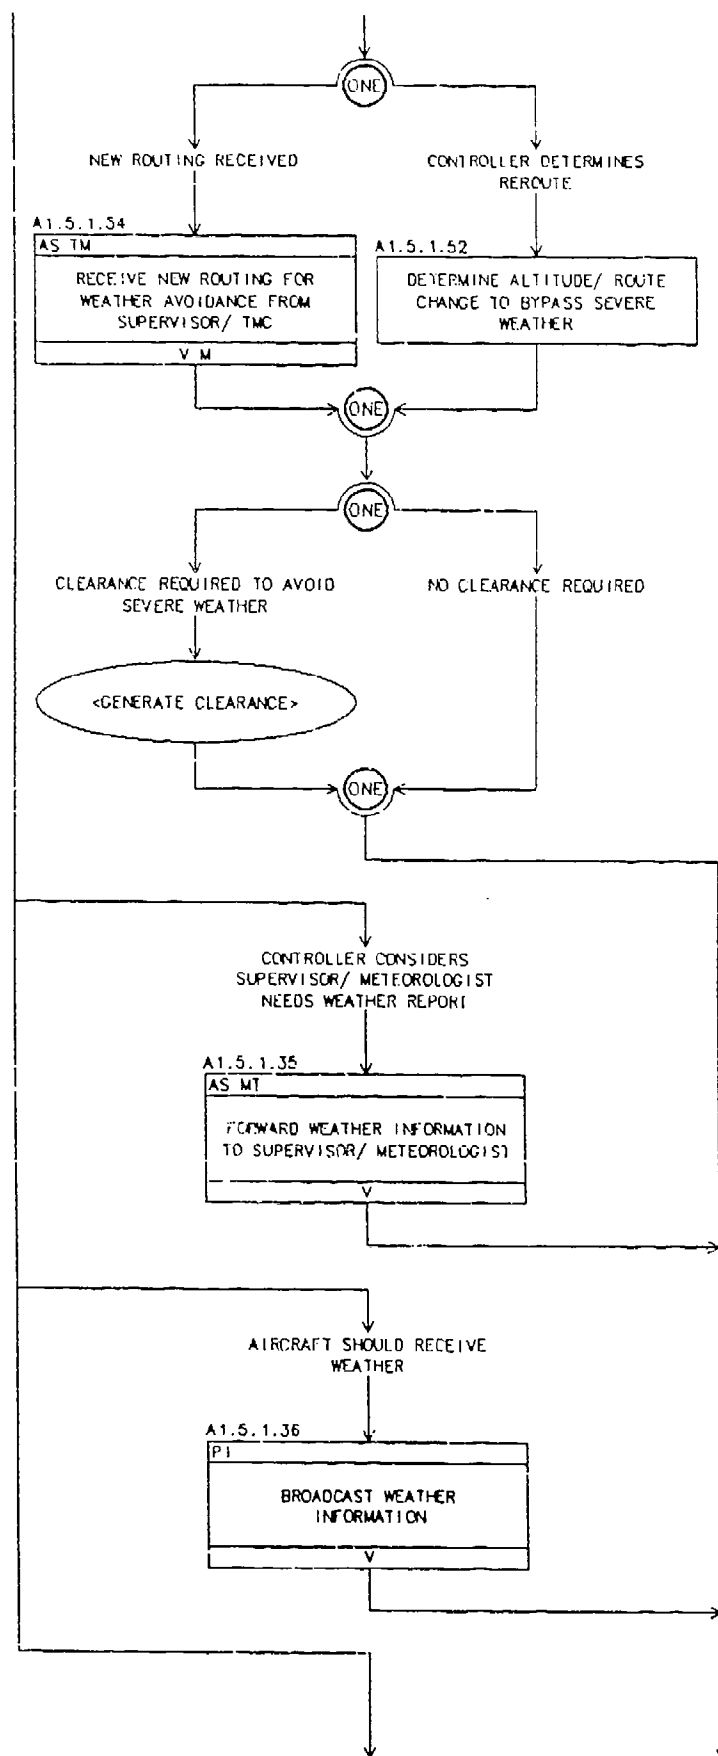 ONE
NEW ROUTING RECEIVED
CONTROLLER DETERMINES
REROUTE
A1.5.1.54
AS TM
RECEIVE NEW ROUTING FOR
WEATHER AVOIDANCE FROM
SUPERVISOR/ TMC
V M
A1.5.1.52
DETERMINE ALTITUDE/ ROUTE
CHANGE TO BYPASS SEVERE
WEATHER
ONE
ONE
CLEARANCE REQUIRED TO AVOID
SEVERE WEATHER
NO CLEARANCE REQUIRED
<GENERATE CLEARANCE>
ONE
CONTROLLER CONSIDERS
SUPERVISOR/ METEOROLOGIST
NEEDS WEATHER REPORT
A1.5.1.35
AS MT
FORWARD WEATHER INFORMATION
TO SUPERVISOR/ METEOROLOGIST
V
AIRCRAFT SHOULD RECEIVE
WEATHER
A1.5.1.36
PI
BROADCAST WEATHER
INFORMATION
V